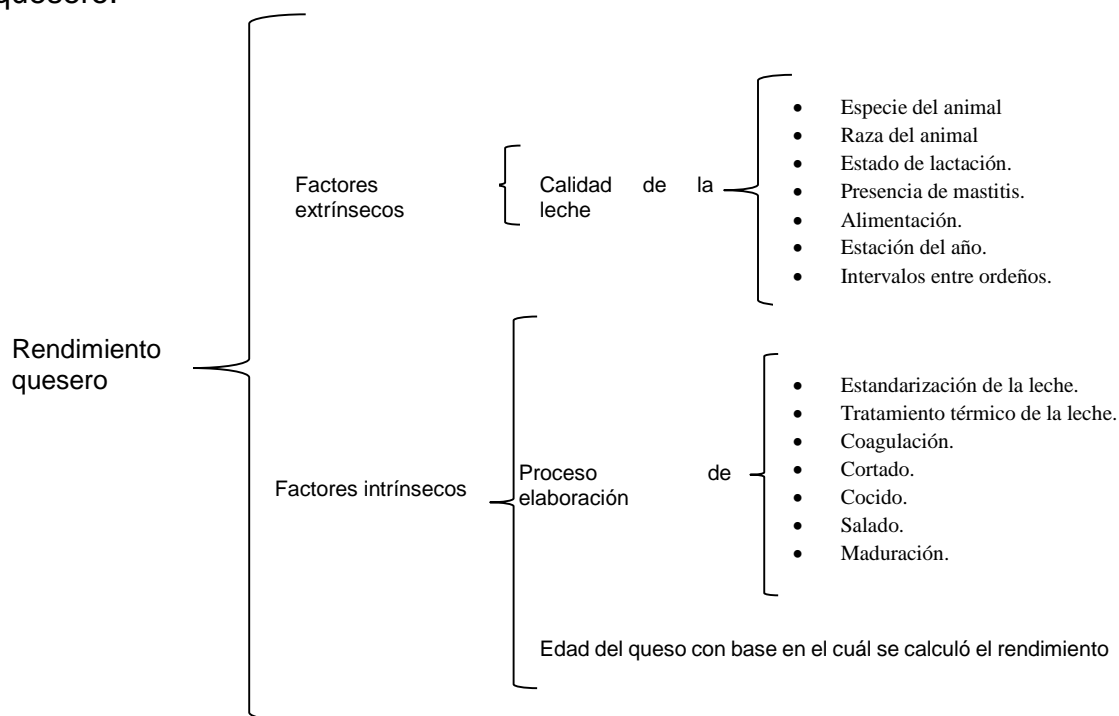 quesero.
Rendimiento
quesero
Factores
extrínsecos
Calidad de la
leche
• Especie del animal
• Raza del animal
• Estado de lactación.
• Presencia de mastitis.
• Alimentación.
• Estación del año.
• Intervalos entre ordeños.
Factores intrínsecos
Proceso de
elaboración
• Estandarización de la leche.
• Tratamiento térmico de la leche.
• Coagulación.
• Cortado.
• Cocido.
• Salado.
• Maduración.
Edad del queso con base en el cuál se calculó el rendimiento